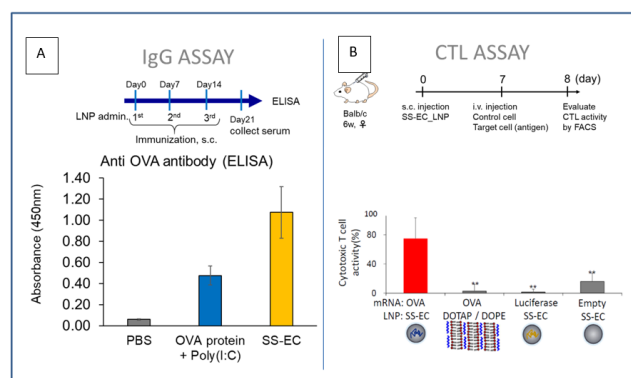 A
IgG ASSAY
Day0 Day7 Day14
ELISA
LNP admin. 1st 2nd 3rd Day21
collect serum
Immunization, s.c.
Anti OVA antibody (ELISA)
Absorbance (450nm)
1.40
1.20
1.00
0.80
0.60
0.40
0.20
0.00
PBS OVA protein SS-EC
+ Poly(I:C)
B
CTL ASSAY
0 7 8 (day)
Balb/c
6w, ♀
s.c. injection i.v. injection Evaluate
SS-EC_LNP Control cell CTL activity
Target cell (antigen) by FACS
Cytotoxic T cell
activity(%)
100
80
60
40
20
0
** ** **
mRNA: OVA OVA Luciferase Empty
LNP: SS-EC DOTAP / DOPE SS-EC SS-EC